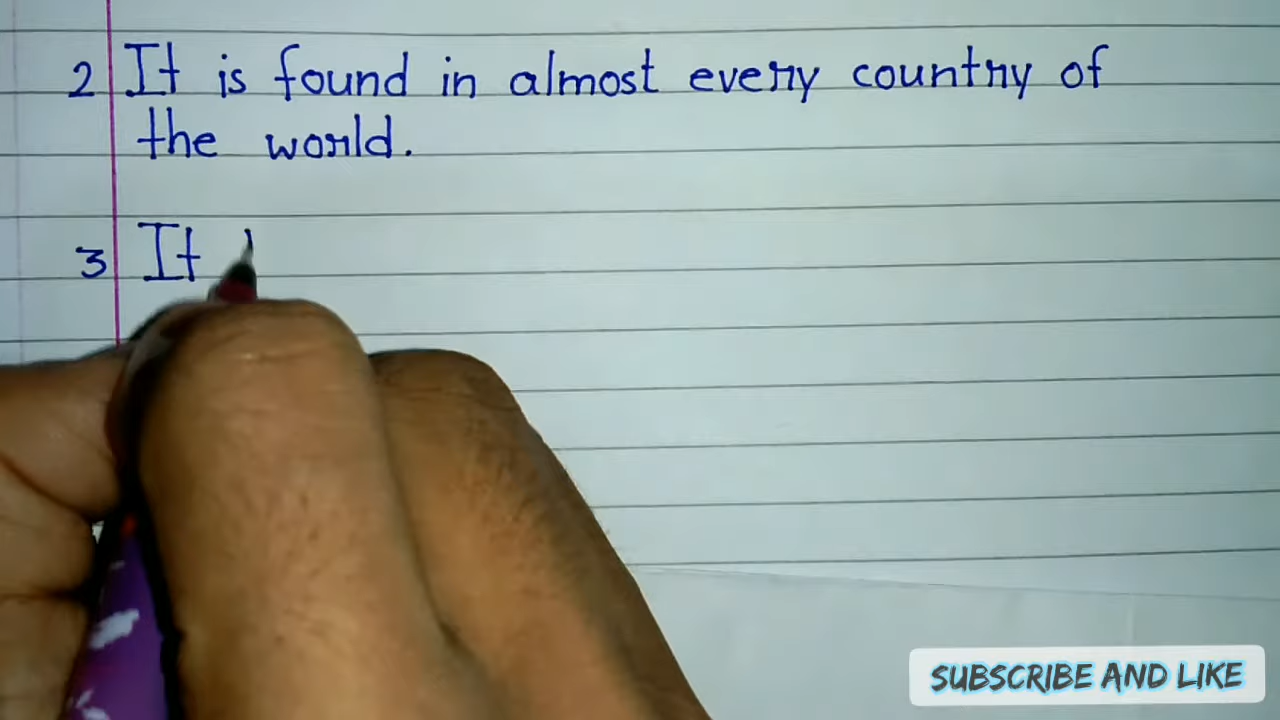 2 It is found in almost every country of
the world.
3 It
SUBSCRIBE AND LIKE